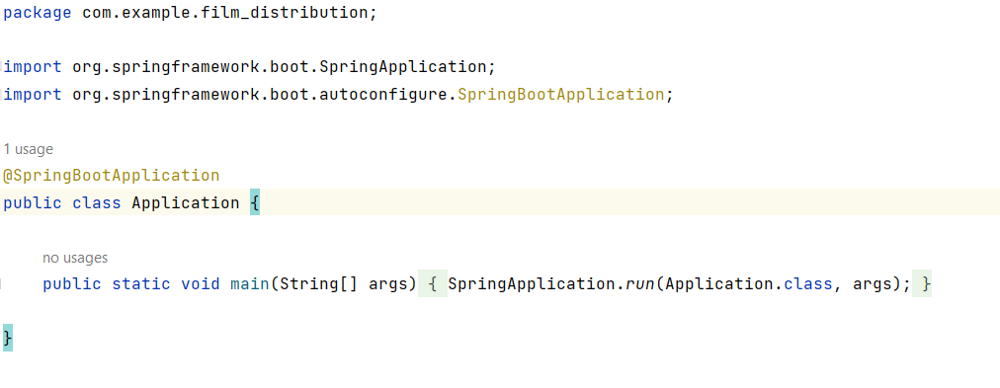 package com.example.film_distribution;
import org.springframework.boot.SpringApplication;
import org.springframework.boot.autoconfigure.SpringBootApplication;
1 usage
@SpringBootApplication
public class Application {
no usages
public static void main(String[] args) { SpringApplication.run(Application.class, args); }
}